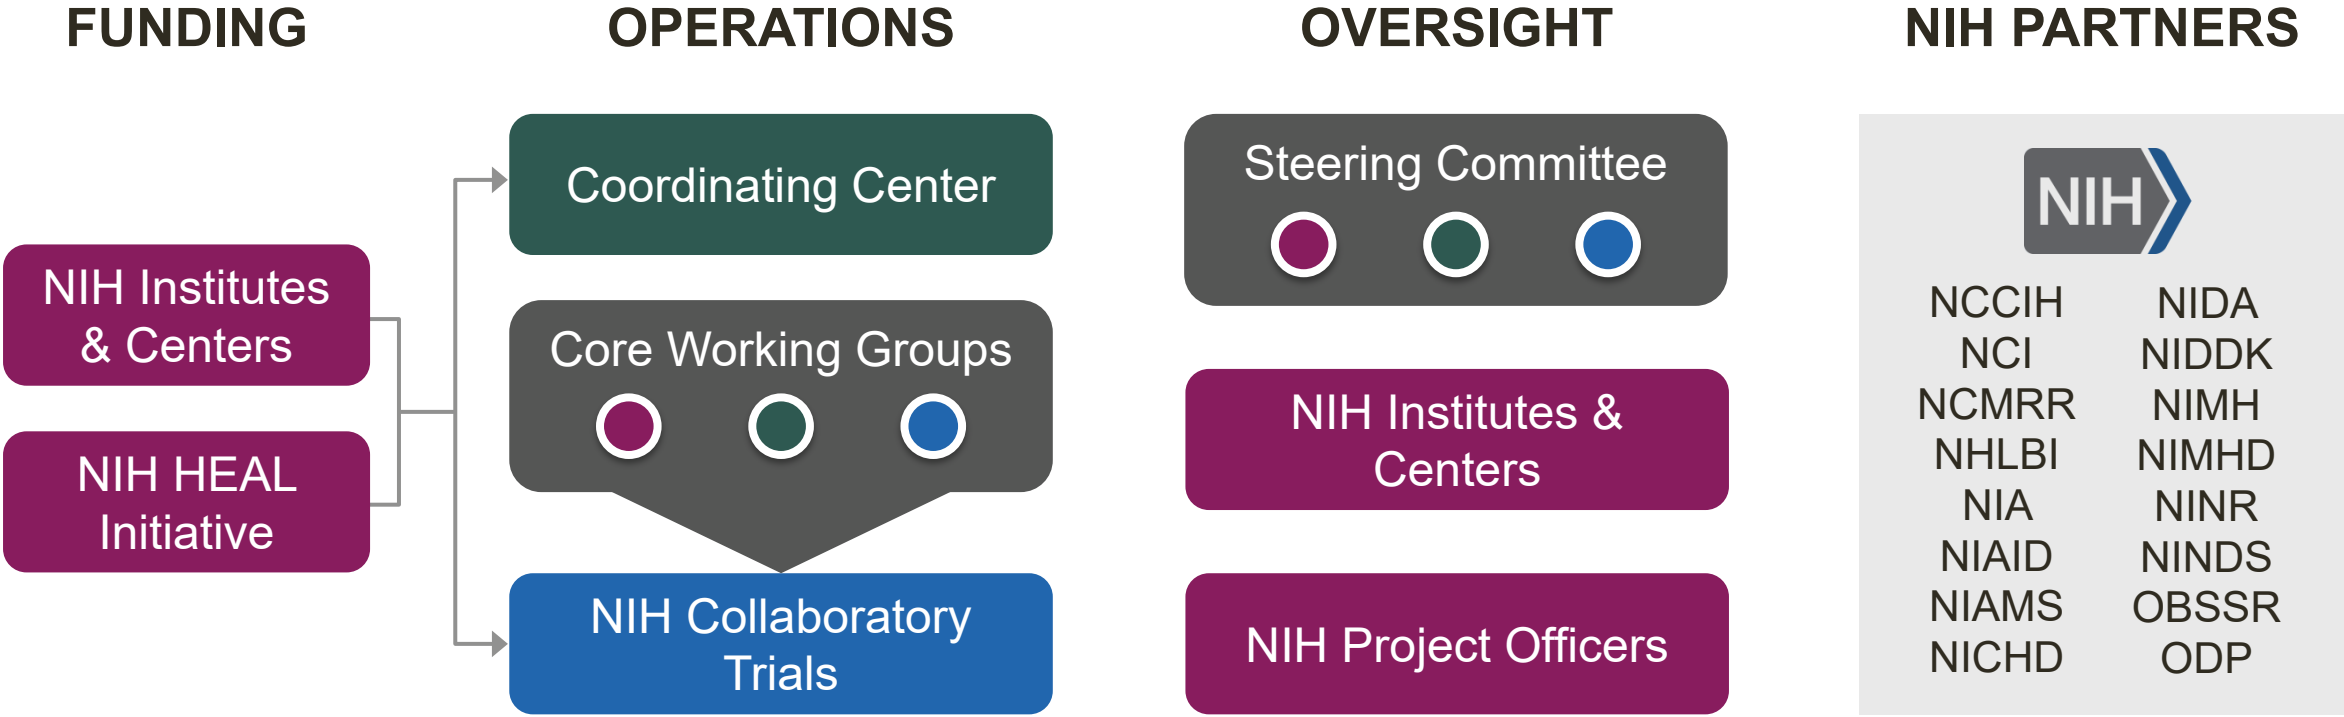 FUNDING
OPERATIONS
OVERSIGHT
NIH PARTNERS
NIH Institutes
& Centers
NIH HEAL
Initiative
Coordinating Center
Core Working Groups
NIH Collaboratory
Trials
Steering Committee
NIH Institutes &
Centers
NIH Project Officers
NIH
NCCIH
NCI
NCMRR
NHLBI
NIA
NIAID
NIAMS
NICHD
NIDA
NIDDK
NIMH
NIMHD
NINR
NINDS
OBSSR
ODP